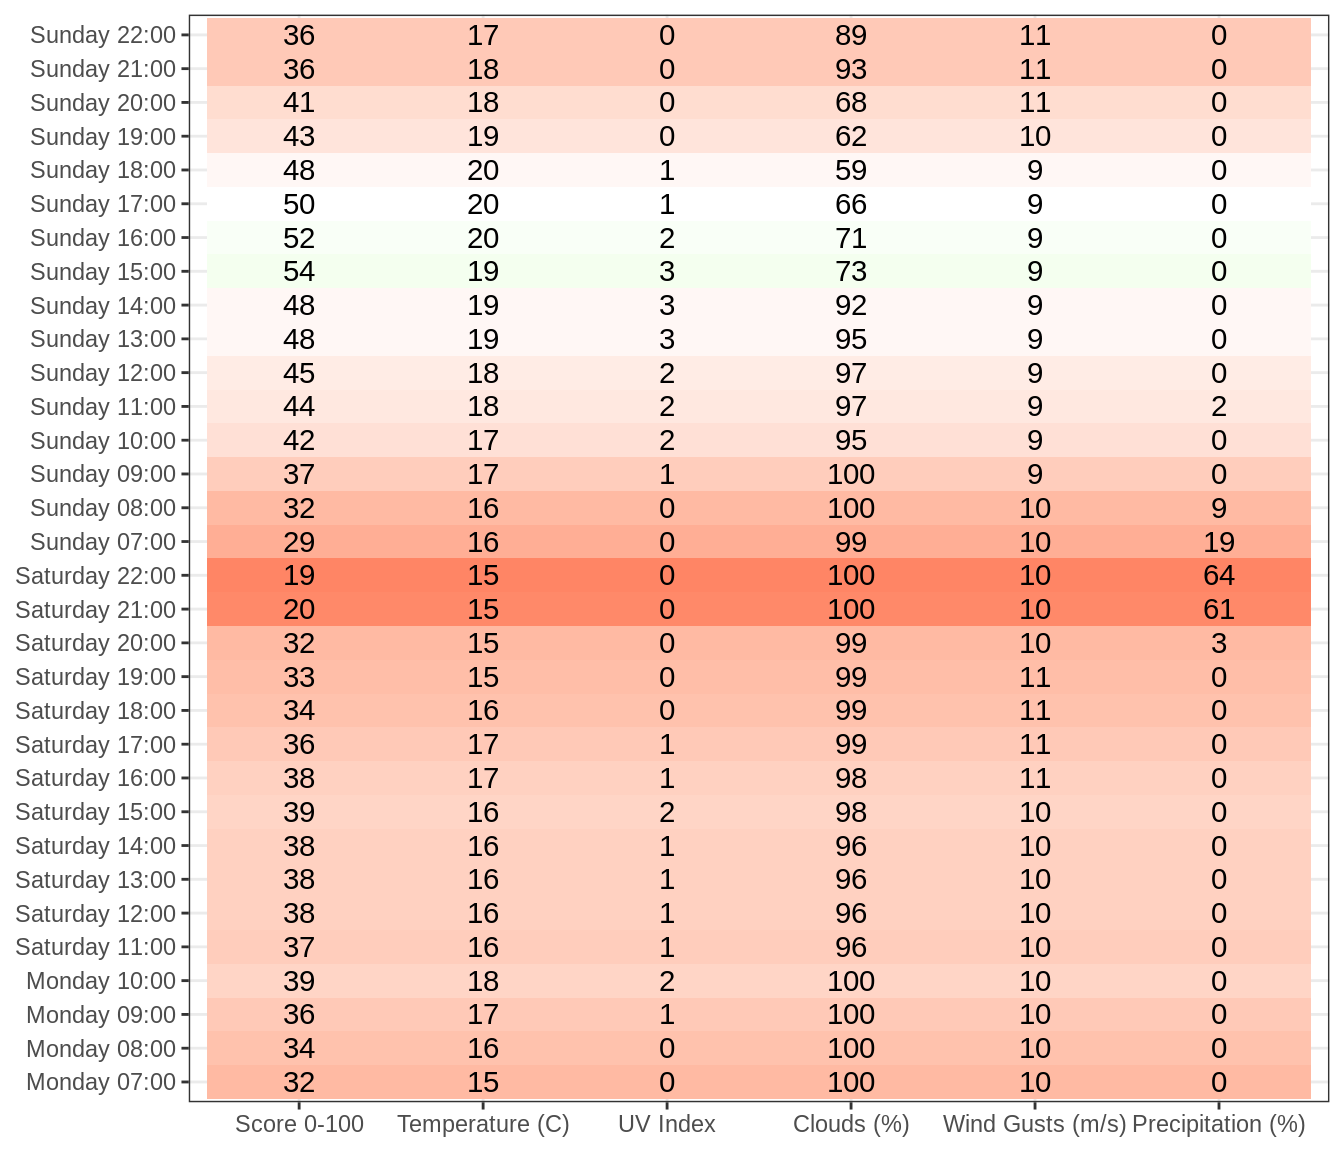 Sunday 22:00 36 17 0 89 11 0
Sunday 21:00 36 18 0 93 11 0
Sunday 20:00 41 18 0 68 11 0
Sunday 19:00 43 19 0 62 10 0
Sunday 18:00 48 20 1 59 9 0
Sunday 17:00 50 20 1 66 9 0
Sunday 16:00 52 20 2 71 9 0
Sunday 15:00 54 19 3 73 9 0
Sunday 14:00 48 19 3 92 9 0
Sunday 13:00 48 19 3 95 9 0
Sunday 12:00 45 18 2 97 9 0
Sunday 11:00 44 18 2 97 9 2
Sunday 10:00 42 17 2 95 9 0
Sunday 09:00 37 17 1 100 9 0
Sunday 08:00 32 16 0 100 10 9
Sunday 07:00 29 16 0 99 10 19
Saturday 22:00 19 15 0 100 10 64
Saturday 21:00 20 15 0 100 10 61
Saturday 20:00 32 15 0 99 10 3
Saturday 19:00 33 15 0 99 11 0
Saturday 18:00 34 16 0 99 11 0
Saturday 17:00 36 17 1 99 11 0
Saturday 16:00 38 17 1 98 11 0
Saturday 15:00 39 16 2 98 10 0
Saturday 14:00 38 16 1 96 10 0
Saturday 13:00 38 16 1 96 10 0
Saturday 12:00 38 16 1 96 10 0
Saturday 11:00 37 16 1 96 10 0
Monday 10:00 39 18 2 100 10 0
Monday 09:00 36 17 1 100 10 0
Monday 08:00 34 16 0 100 10 0
Monday 07:00 32 15 0 100 10 0
Score 0-100 Temperature (C) UV Index Clouds (%) Wind Gusts (m/s) Precipitation (%)